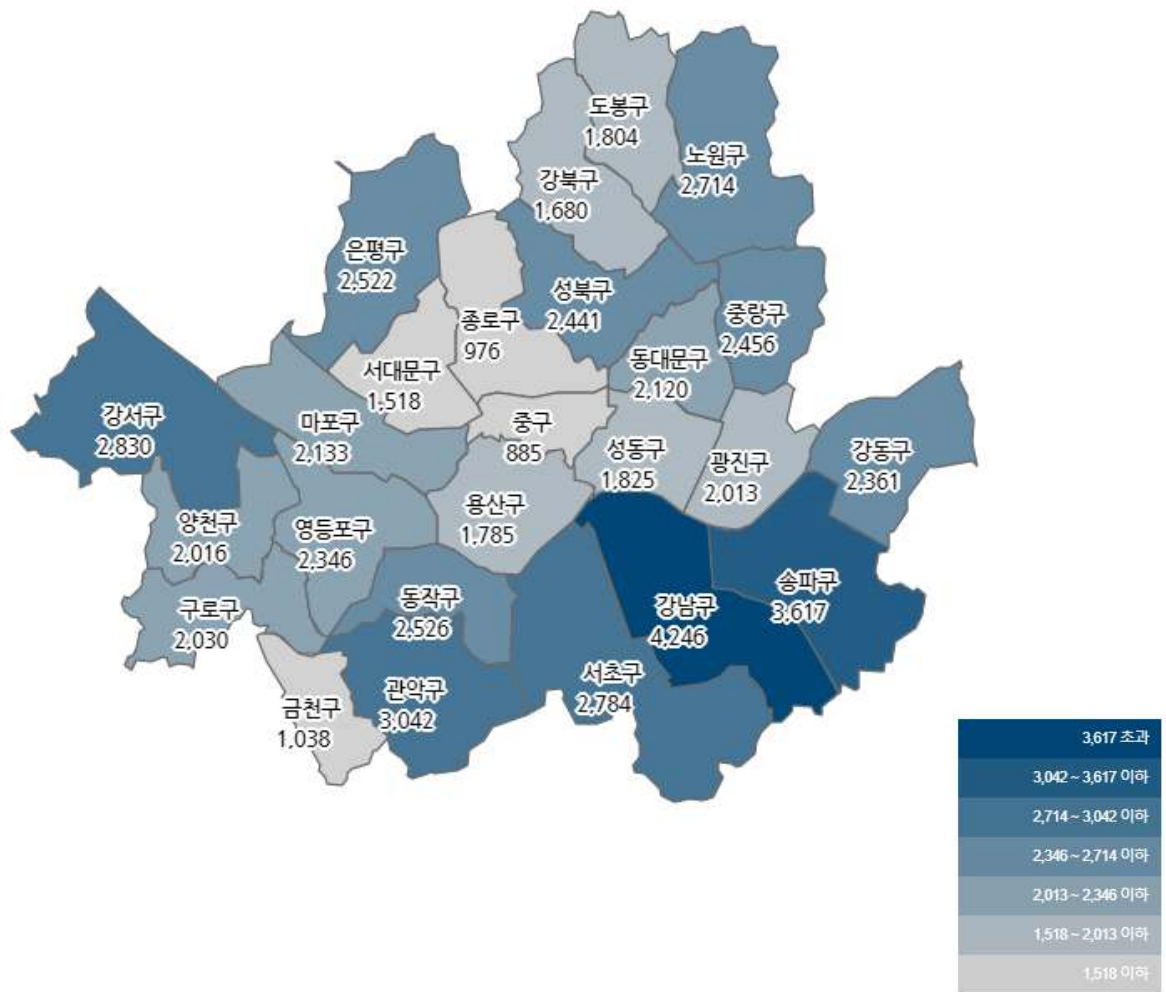 도봉구
1,804
노원구
2,714
강북구
1,680
은평구
2,522
성북구
2,441
중랑구
2,456
종로구
976
동대문구
2,120
서대문구
1,518
강서구
2,830
마포구
2,133
중구
885
성동구
1,825
광진구
2,013
강동구
2,361
용산구
1,785
양천구
2,016
영등포구
2,346
구로구
2,030
동작구
2,526
강남구
4,246
송파구
3,617
서초구
2,784
관악구
3,042
금천구
1,038
3,617 초과
3,042 ~ 3,617 이하
2,714 ~ 3,042 이하
2,346 ~ 2,714 이하
2,013 ~ 2,346 이하
1,518 ~ 2,013 이하
1,518 이하